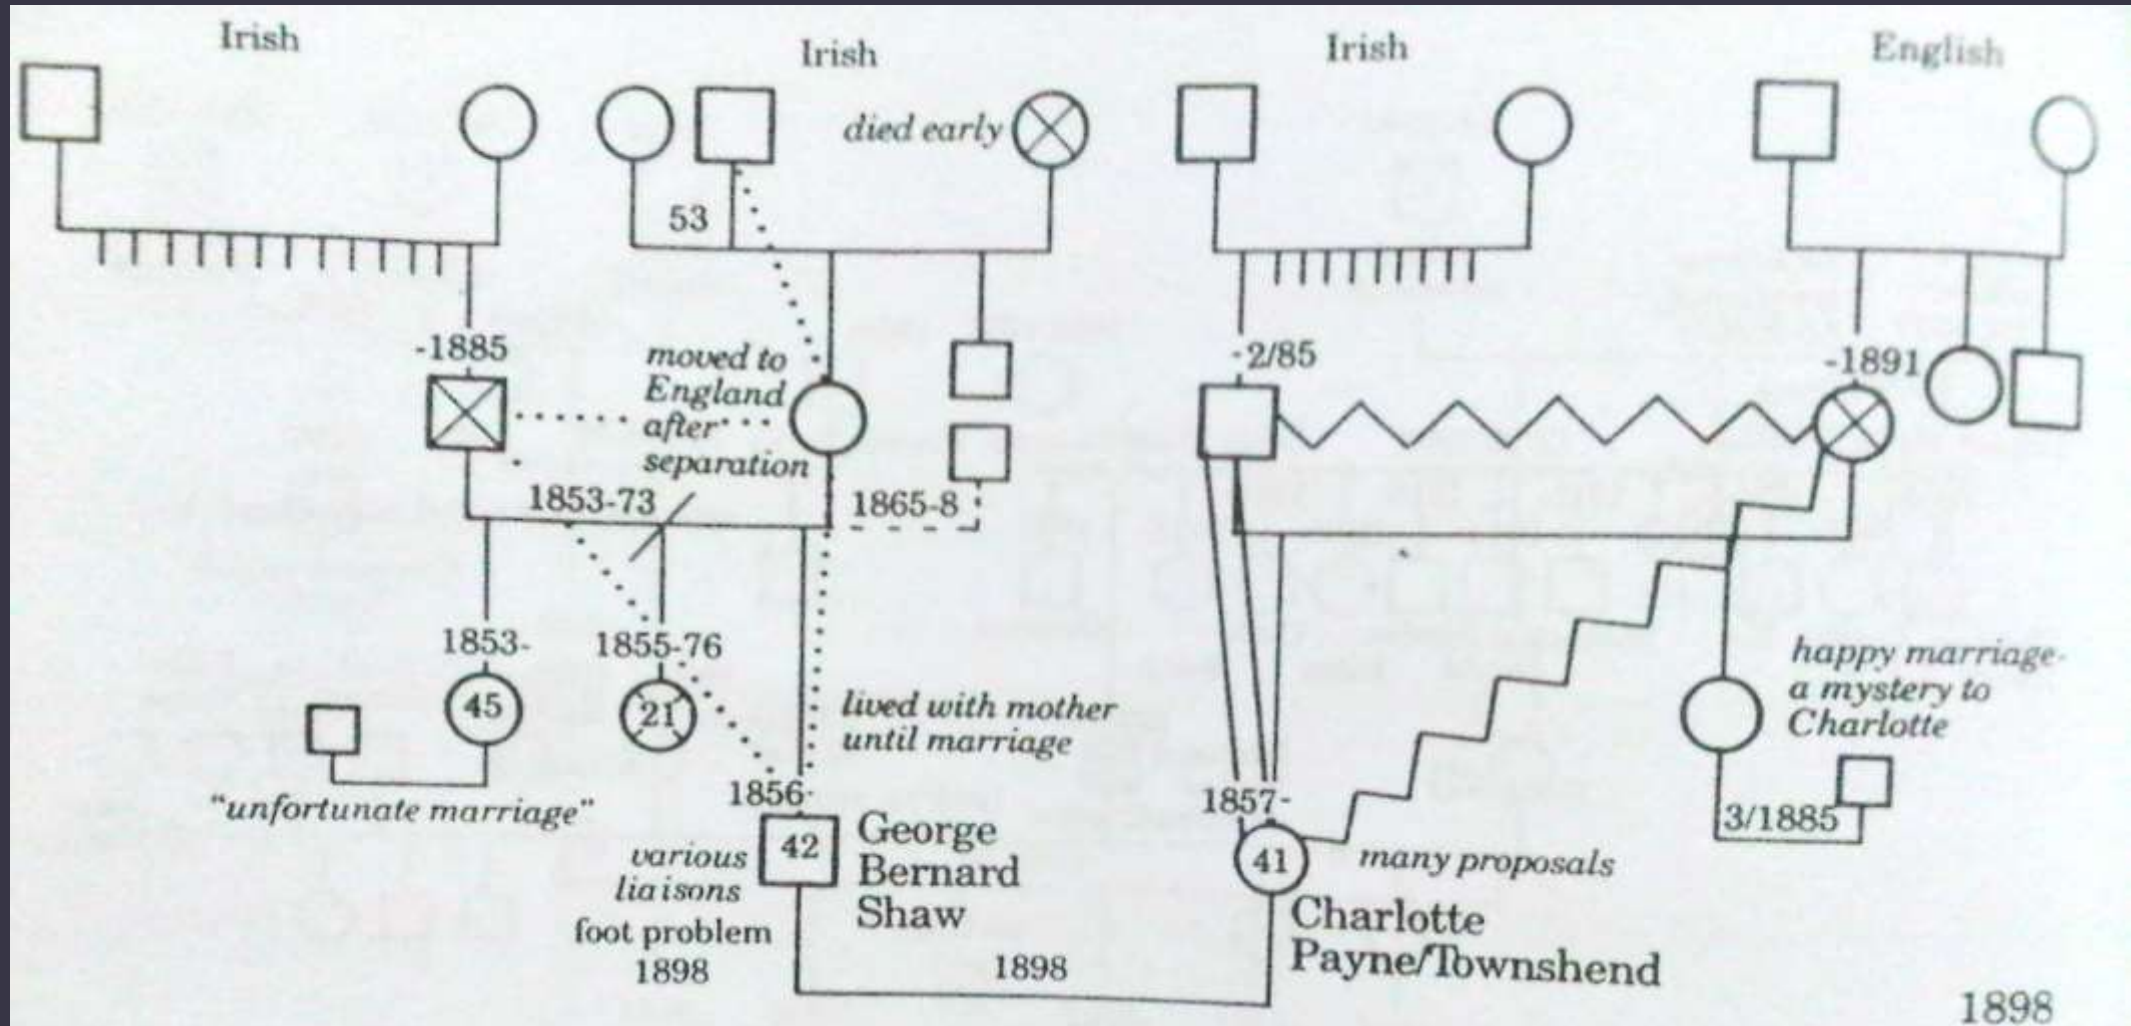 Irish
Irish
Irish
English
died early
53
-1885
moved to
England
after
separation
-2/85
-1891
1853-73
1865-8
1853-
1855-76
45
21
lived with mother
until marriage
happy marriage-
a mystery to
Charlotte
"unfortunate marriage"
1856-
1857-
3/1885
42
George
Bernard
Shaw
various
liaisons
foot problem
1898
41
many proposals
Charlotte
Payne/Townshend
1898
1898